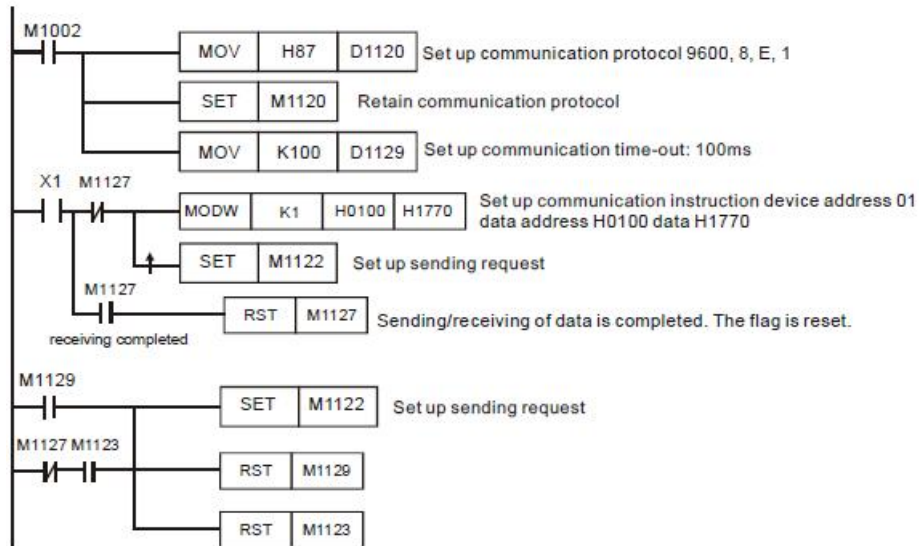 M1002
MOV H87 D1120 Set up communication protocol 9600, 8, E, 1
SET M1120 Retain communication protocol
MOV K100 D1129 Set up communication time-out: 100ms
X1 M1127
MODW K1 H0100 H1770 Set up communication instruction device address 01
data address H0100 data H1770
SET M1122 Set up sending request
M1127
RST M1127 Sending/receiving of data is completed. The flag is reset.
receiving completed
M1129
SET M1122 Set up sending request
M1127 M1123
RST M1129
RST M1123